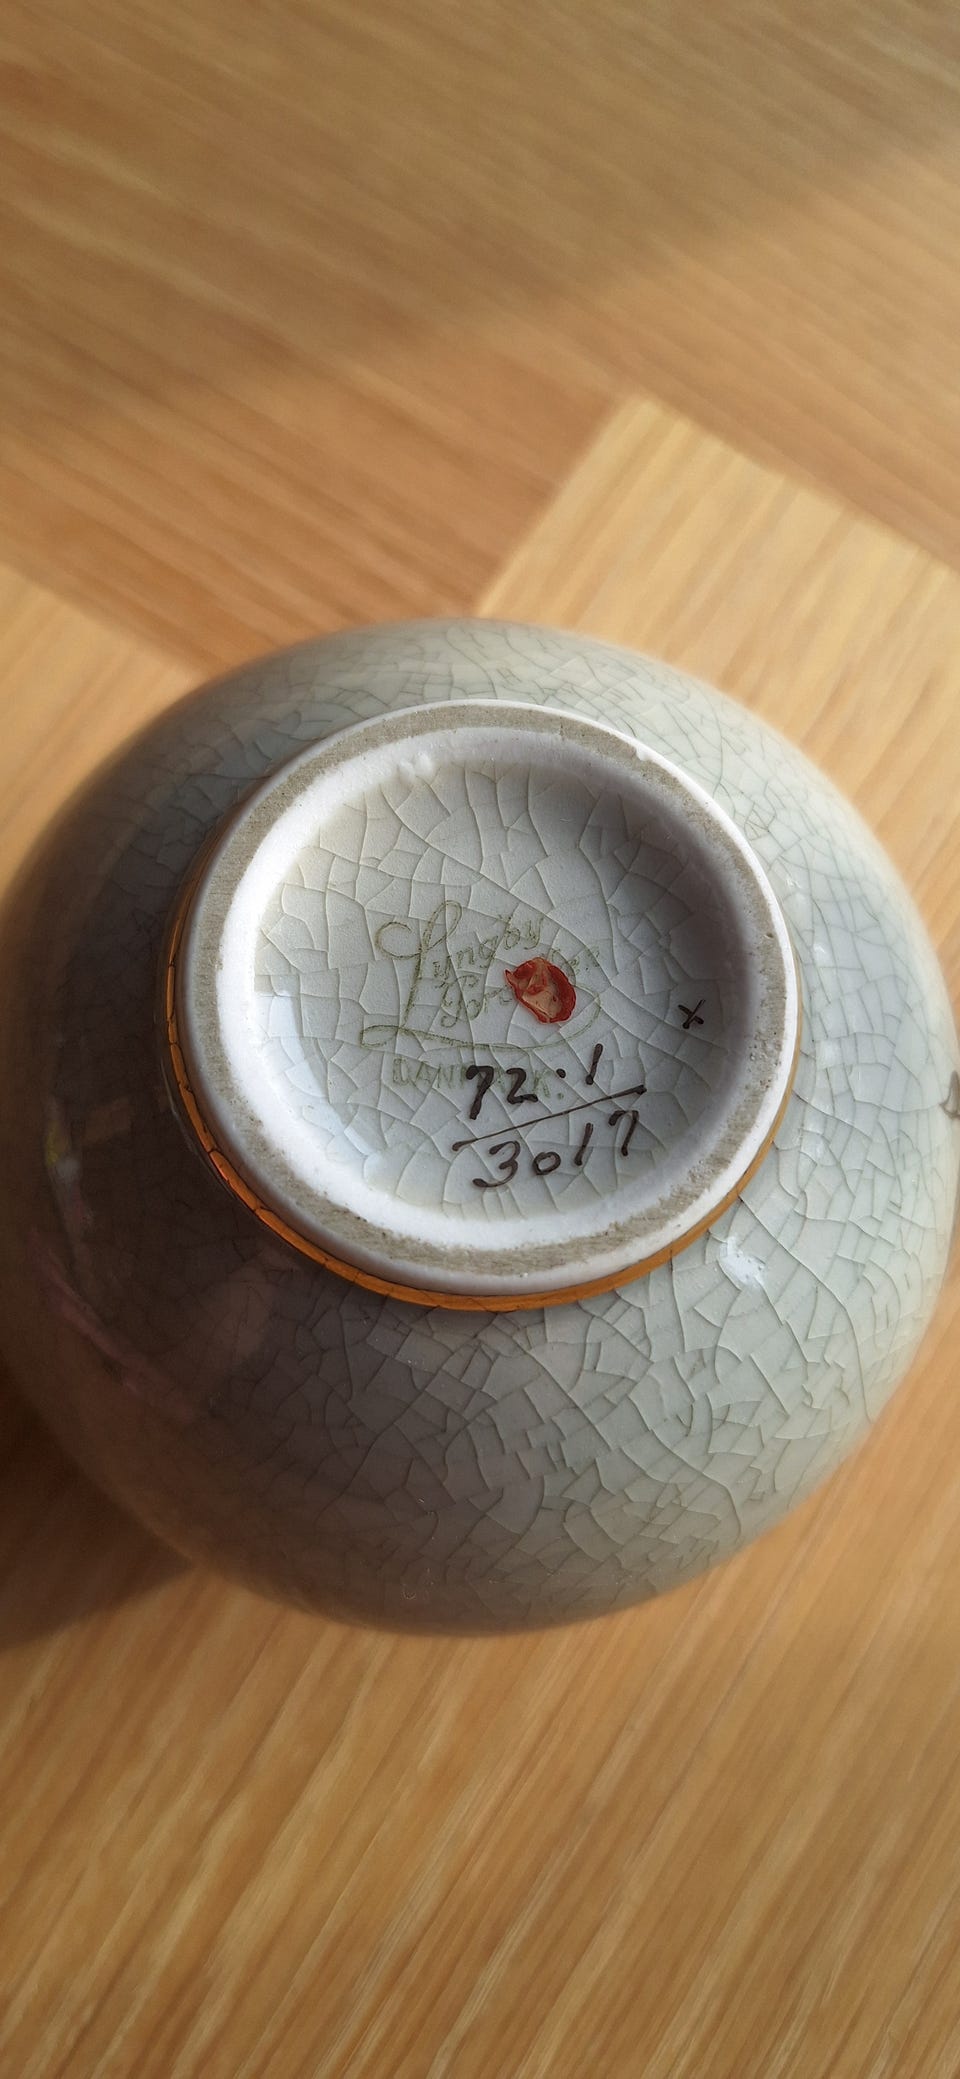 Lyngby
Porcelæn
DANMARK.
x
72.1
3017